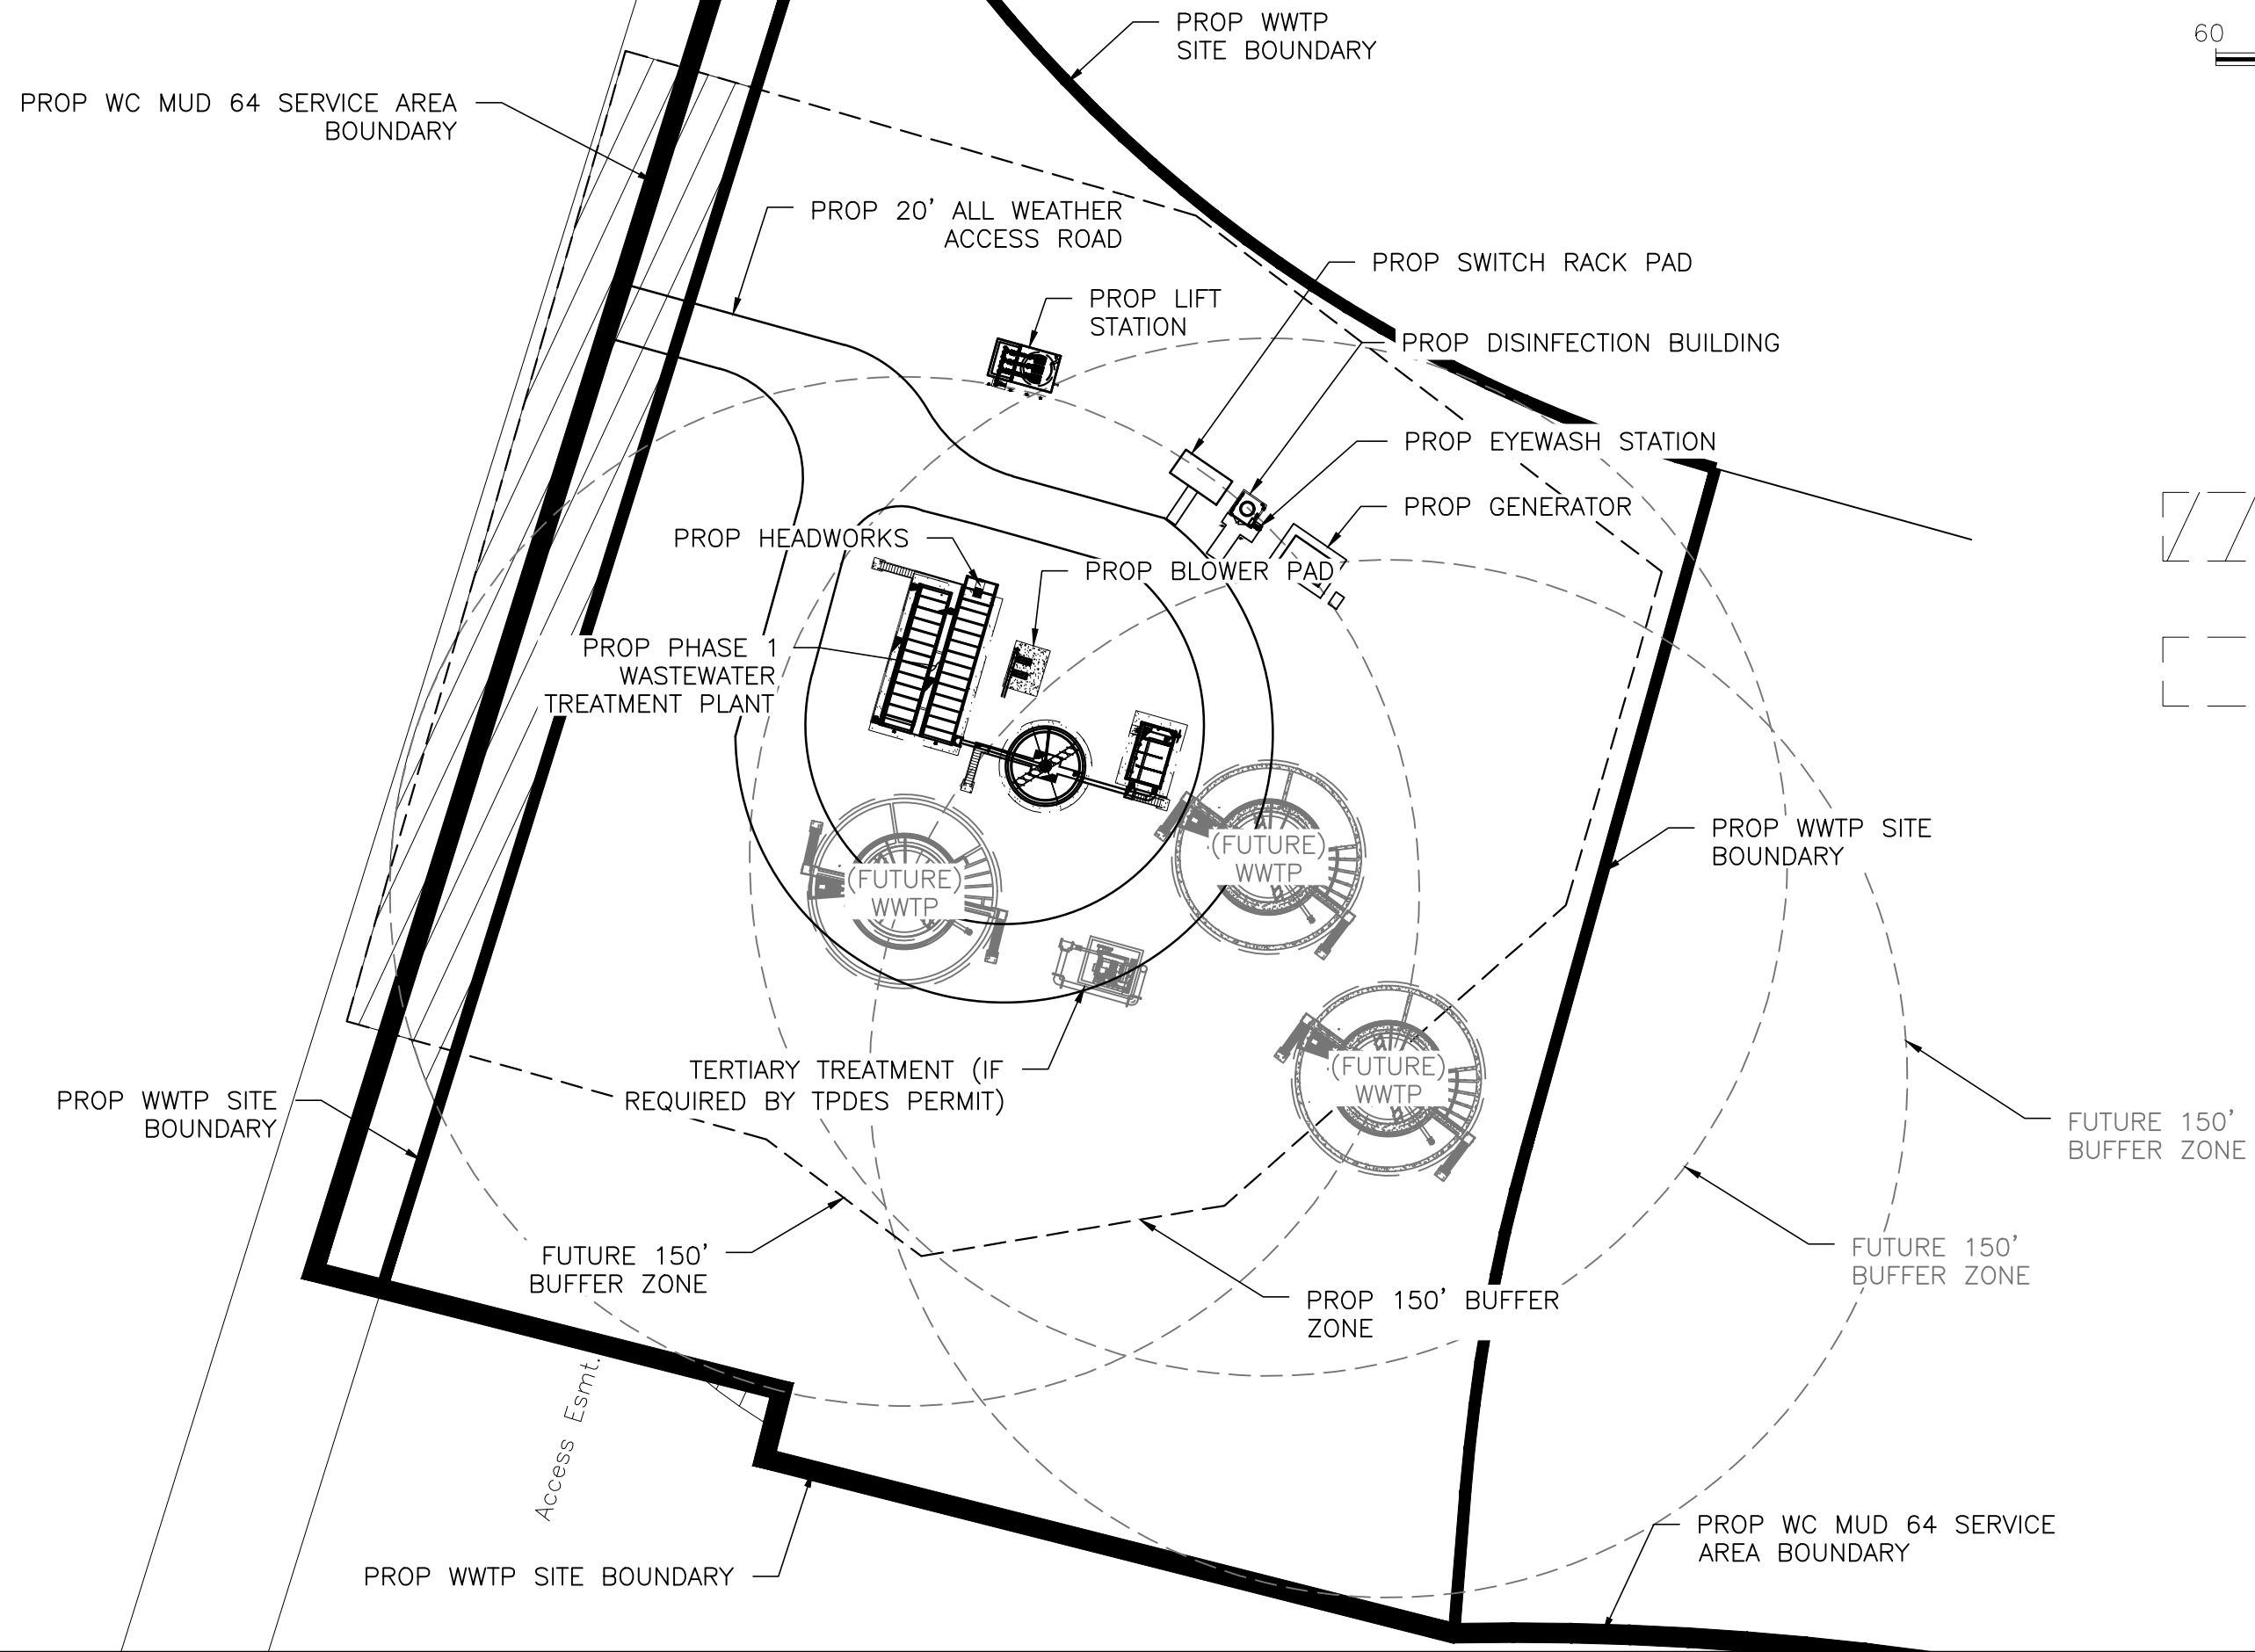 PROP WWTP
SITE BOUNDARY
60
PROP WC MUD 64 SERVICE AREA
BOUNDARY
PROP 20' ALL WEATHER
ACCESS ROAD
PROP SWITCH RACK PAD
PROP LIFT
STATION
PROP DISINFECTION BUILDING
PROP EYEWASH STATION
PROP GENERATOR
PROP HEADWORKS
PROP BLOWER PAD
PROP PHASE 1
WASTEWATER
TREATMENT PLANT
PROP WWTP SITE
BOUNDARY
(FUTURE)
WWTP
(FUTURE)
WWTP
(FUTURE)
WWTP
TERTIARY TREATMENT (IF
REQUIRED BY TPDES PERMIT)
PROP WWTP SITE
BOUNDARY
FUTURE 150'
BUFFER ZONE
FUTURE 150'
BUFFER ZONE
FUTURE 150'
BUFFER ZONE
PROP 150' BUFFER
ZONE
Access Esmt.
PROP WC MUD 64 SERVICE
AREA BOUNDARY
PROP WWTP SITE BOUNDARY